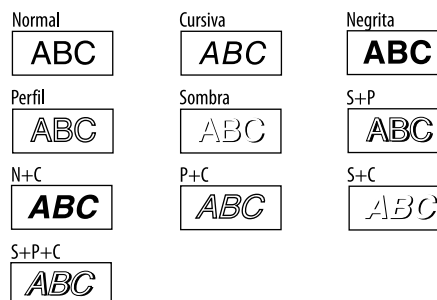 Normal Cursiva Negrita
ABC ABC ABC
Perfil Sombra S+P
ABC ABC ABC
N+C P+C S+C
ABC ABC ABC
S+P+C
ABC